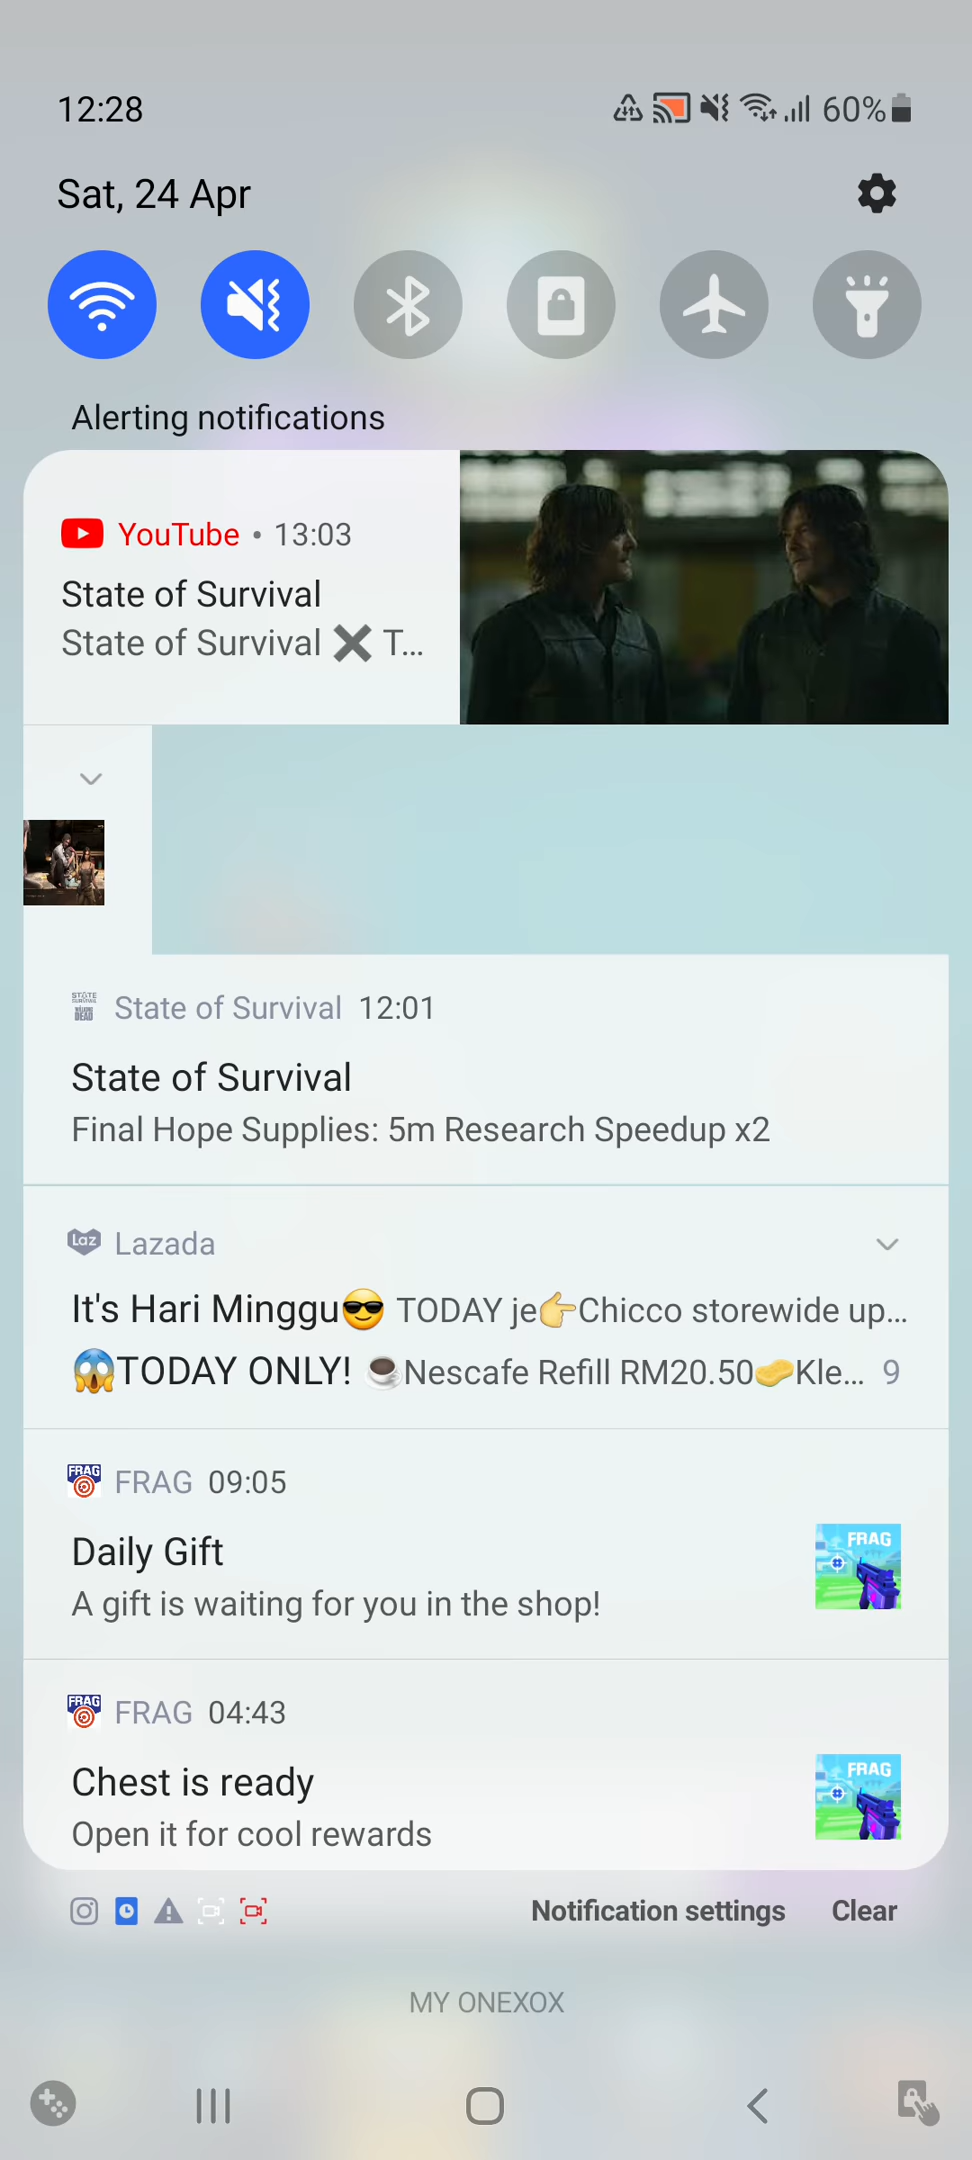 12:28
60%
Sat, 24 Apr
Alerting notifications
YouTube • 13:03
State of Survival
State of Survival ❌ T...
State of Survival 12:01
State of Survival
Final Hope Supplies: 5m Research Speedup x2
Laz Lazada
It's Hari Minggu😎 TODAY je👉Chicco storewide up...
😱TODAY ONLY! ☕Nescafe Refill RM20.50🧽Kle... 9
FRAG FRAG 09:05
Daily Gift
FRAG
A gift is waiting for you in the shop!
FRAG FRAG 04:43
Chest is ready
FRAG
Open it for cool rewards
Notification settings Clear
MY ONEXOX